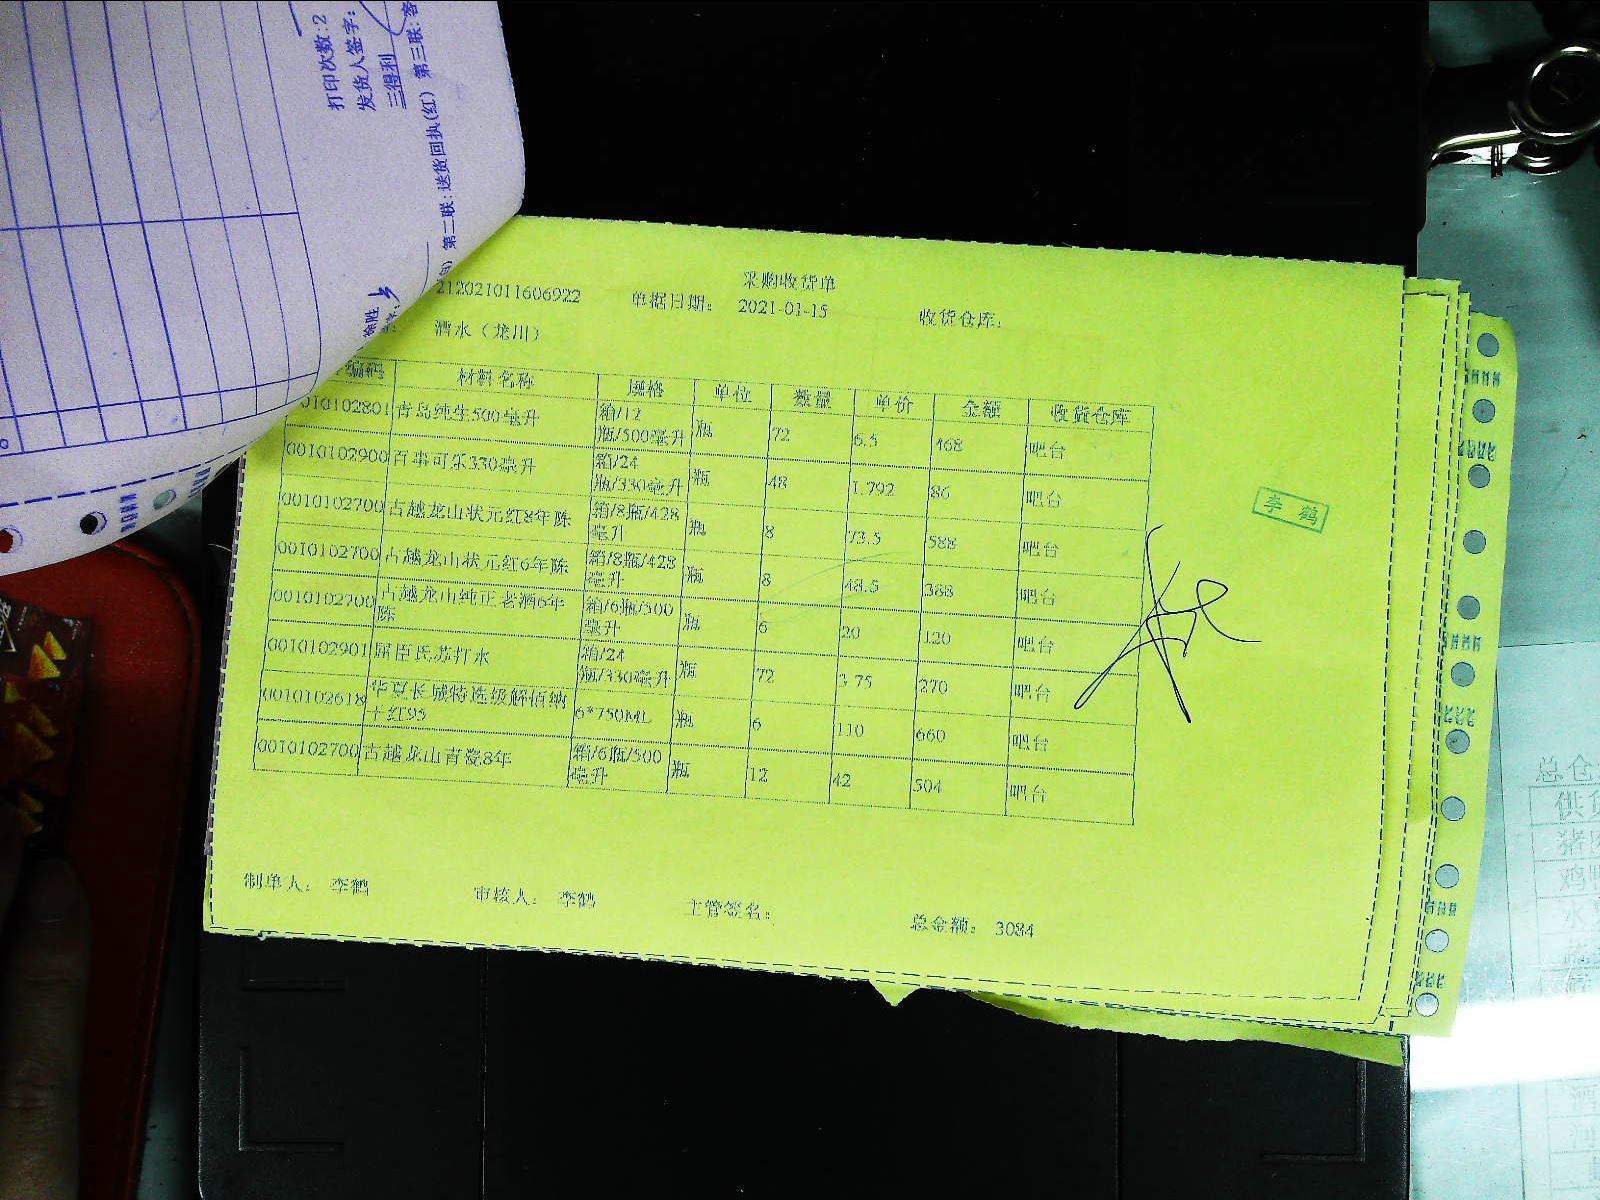 打印次数:2
发货人签字:
三得利
第二联:送货回执(红) 第三联:客
采购收货单
212021011606922 单据日期: 2021-01-15 收货仓库:
酒水（龙川）
材料名称 规格 单位 数量 单价 金额 收货仓库
0010102801 青岛纯生500毫升 箱/12瓶/500毫升 瓶 72 6.5 468 吧台
0010102900 百事可乐330毫升 箱/24瓶/330毫升 瓶 48 1.792 86 吧台
0010102700 古越龙山状元红8年陈 箱/8瓶/428毫升 瓶 8 73.5 588 吧台
0010102700 古越龙山状元红6年陈 箱/8瓶/428毫升 瓶 8 48.5 388 吧台
0010102700 古越龙山纯正老酒6年陈 箱/6瓶/500毫升 瓶 6 20 120 吧台
0010102901 屈臣氏苏打水 箱/24瓶/330毫升 瓶 72 3.75 270 吧台
0010102618 华夏长城特选级解佰纳干红95 6*750ML 瓶 6 110 660 吧台
0010102700 古越龙山青瓷8年 箱/6瓶/500毫升 瓶 12 42 504 吧台
李鹤
制单人: 李鹤 审核人: 李鹤 主管签名: 总金额: 3084
总仓